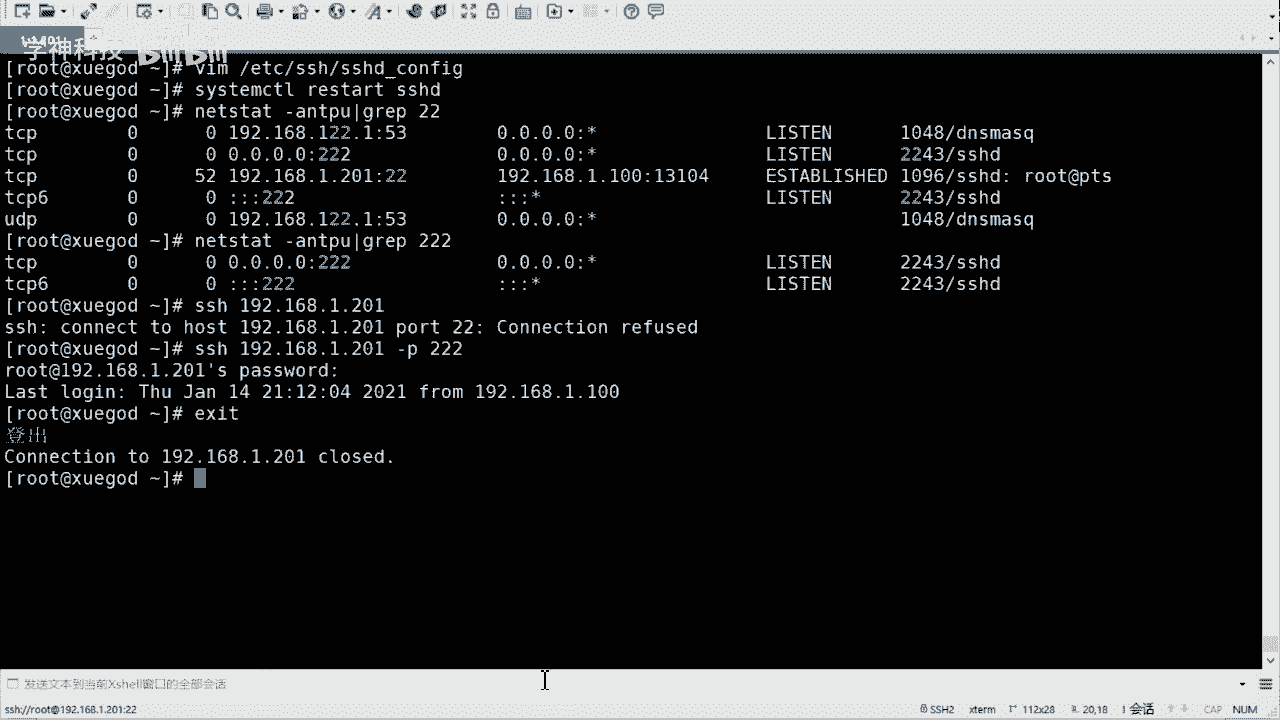 学神科技 bilibili
[root@xuegod ~]# vim /etc/ssh/sshd_config
[root@xuegod ~]# systemctl restart sshd
[root@xuegod ~]# netstat -antpu|grep 22
tcp 0 0 192.168.122.1:53 0.0.0.0:* LISTEN 1048/dnsmasq
tcp 0 0 0.0.0.0:222 0.0.0.0:* LISTEN 2243/sshd
tcp 0 52 192.168.1.201:22 192.168.1.100:13104 ESTABLISHED 1096/sshd: root@pts
tcp6 0 0 :::222 :::* LISTEN 2243/sshd
udp 0 0 192.168.122.1:53 0.0.0.0:* 1048/dnsmasq
[root@xuegod ~]# netstat -antpu|grep 222
tcp 0 0 0.0.0.0:222 0.0.0.0:* LISTEN 2243/sshd
tcp6 0 0 :::222 :::* LISTEN 2243/sshd
[root@xuegod ~]# ssh 192.168.1.201
ssh: connect to host 192.168.1.201 port 22: Connection refused
[root@xuegod ~]# ssh 192.168.1.201 -p 222
root@192.168.1.201's password:
Last login: Thu Jan 14 21:12:04 2021 from 192.168.1.100
[root@xuegod ~]# exit
登出
Connection to 192.168.1.201 closed.
[root@xuegod ~]#
发送文本到当前Xshell窗口的全部会话
ssh://root@192.168.1.201:22 SSH2 xterm 112x28 20,18 1 会话 CAP NUM